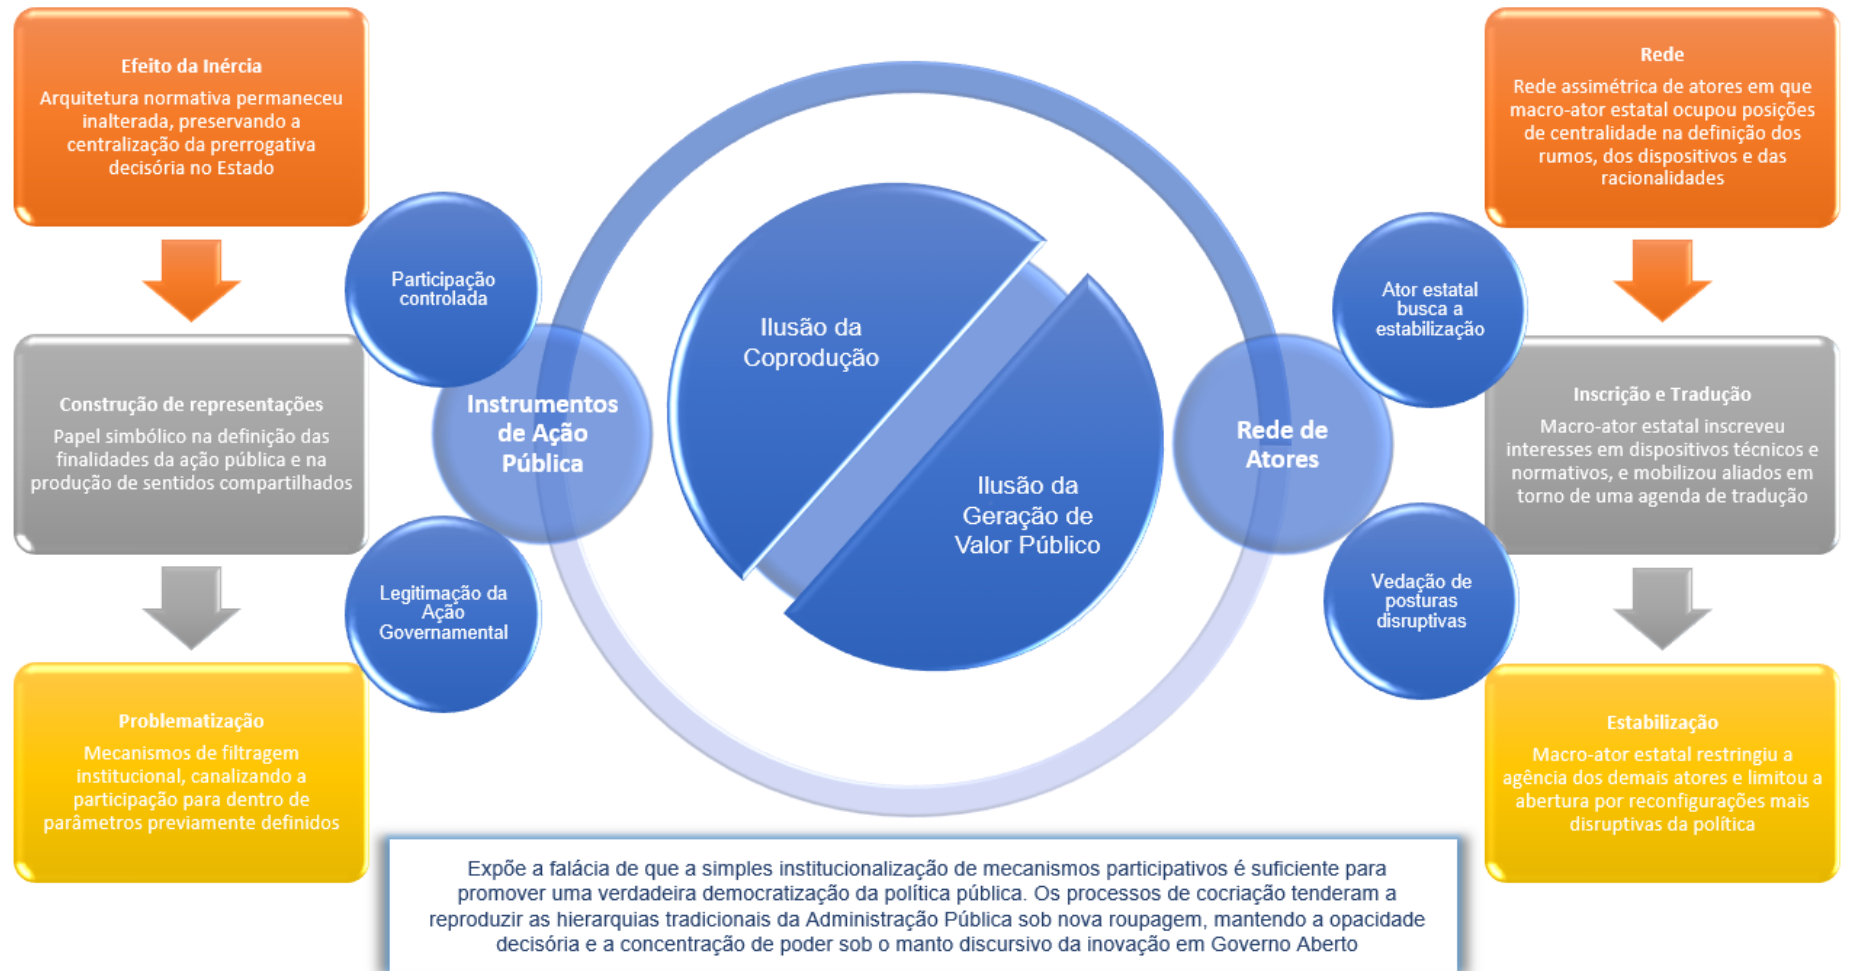 Efeito da Inércia
Arquitetura normativa permaneceu
inalterada, preservando a
centralização da prerrogativa
decisória no Estado
Construção de representações
Papel simbólico na definição das
finalidades da ação pública e na
produção de sentidos compartilhados
Problematização
Mecanismos de filtragem
institucional, canalizando a
participação para dentro de
parâmetros previamente definidos
Participação
controlada
Instrumentos
de Ação
Pública
Legitimação da
Ação
Governamental
Ilusão da
Coprodução
Ilusão da
Geração de
Valor Público
Rede de
Atores
Ator estatal
busca a
estabilização
Vedação de
posturas
disruptivas
Rede
Rede assimétrica de atores em que
macro-ator estatal ocupou posições
de centralidade na definição dos
rumos, dos dispositivos e das
racionalidades
Inscrição e Tradução
Macro-ator estatal inscreveu
interesses em dispositivos técnicos e
normativos, e mobilizou aliados em
torno de uma agenda de tradução
Estabilização
Macro-ator estatal restringiu a
agência dos demais atores e limitou a
abertura por reconfigurações mais
disruptivas da política
Expõe a falácia de que a simples institucionalização de mecanismos participativos é suficiente para
promover uma verdadeira democratização da política pública. Os processos de cocriação tenderam a
reproduzir as hierarquias tradicionais da Administração Pública sob nova roupagem, mantendo a opacidade
decisória e a concentração de poder sob o manto discursivo da inovação em Governo Aberto